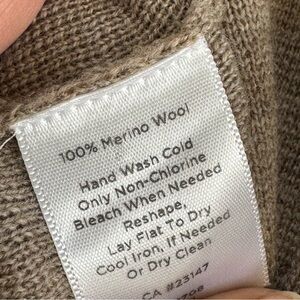 100% Merino Wool
Hand Wash Cold
Only Non-Chlorine
Bleach When Needed
Reshape,
Lay Flat To Dry
Cool Iron, If Needed
Or Dry Clean
CA #23147